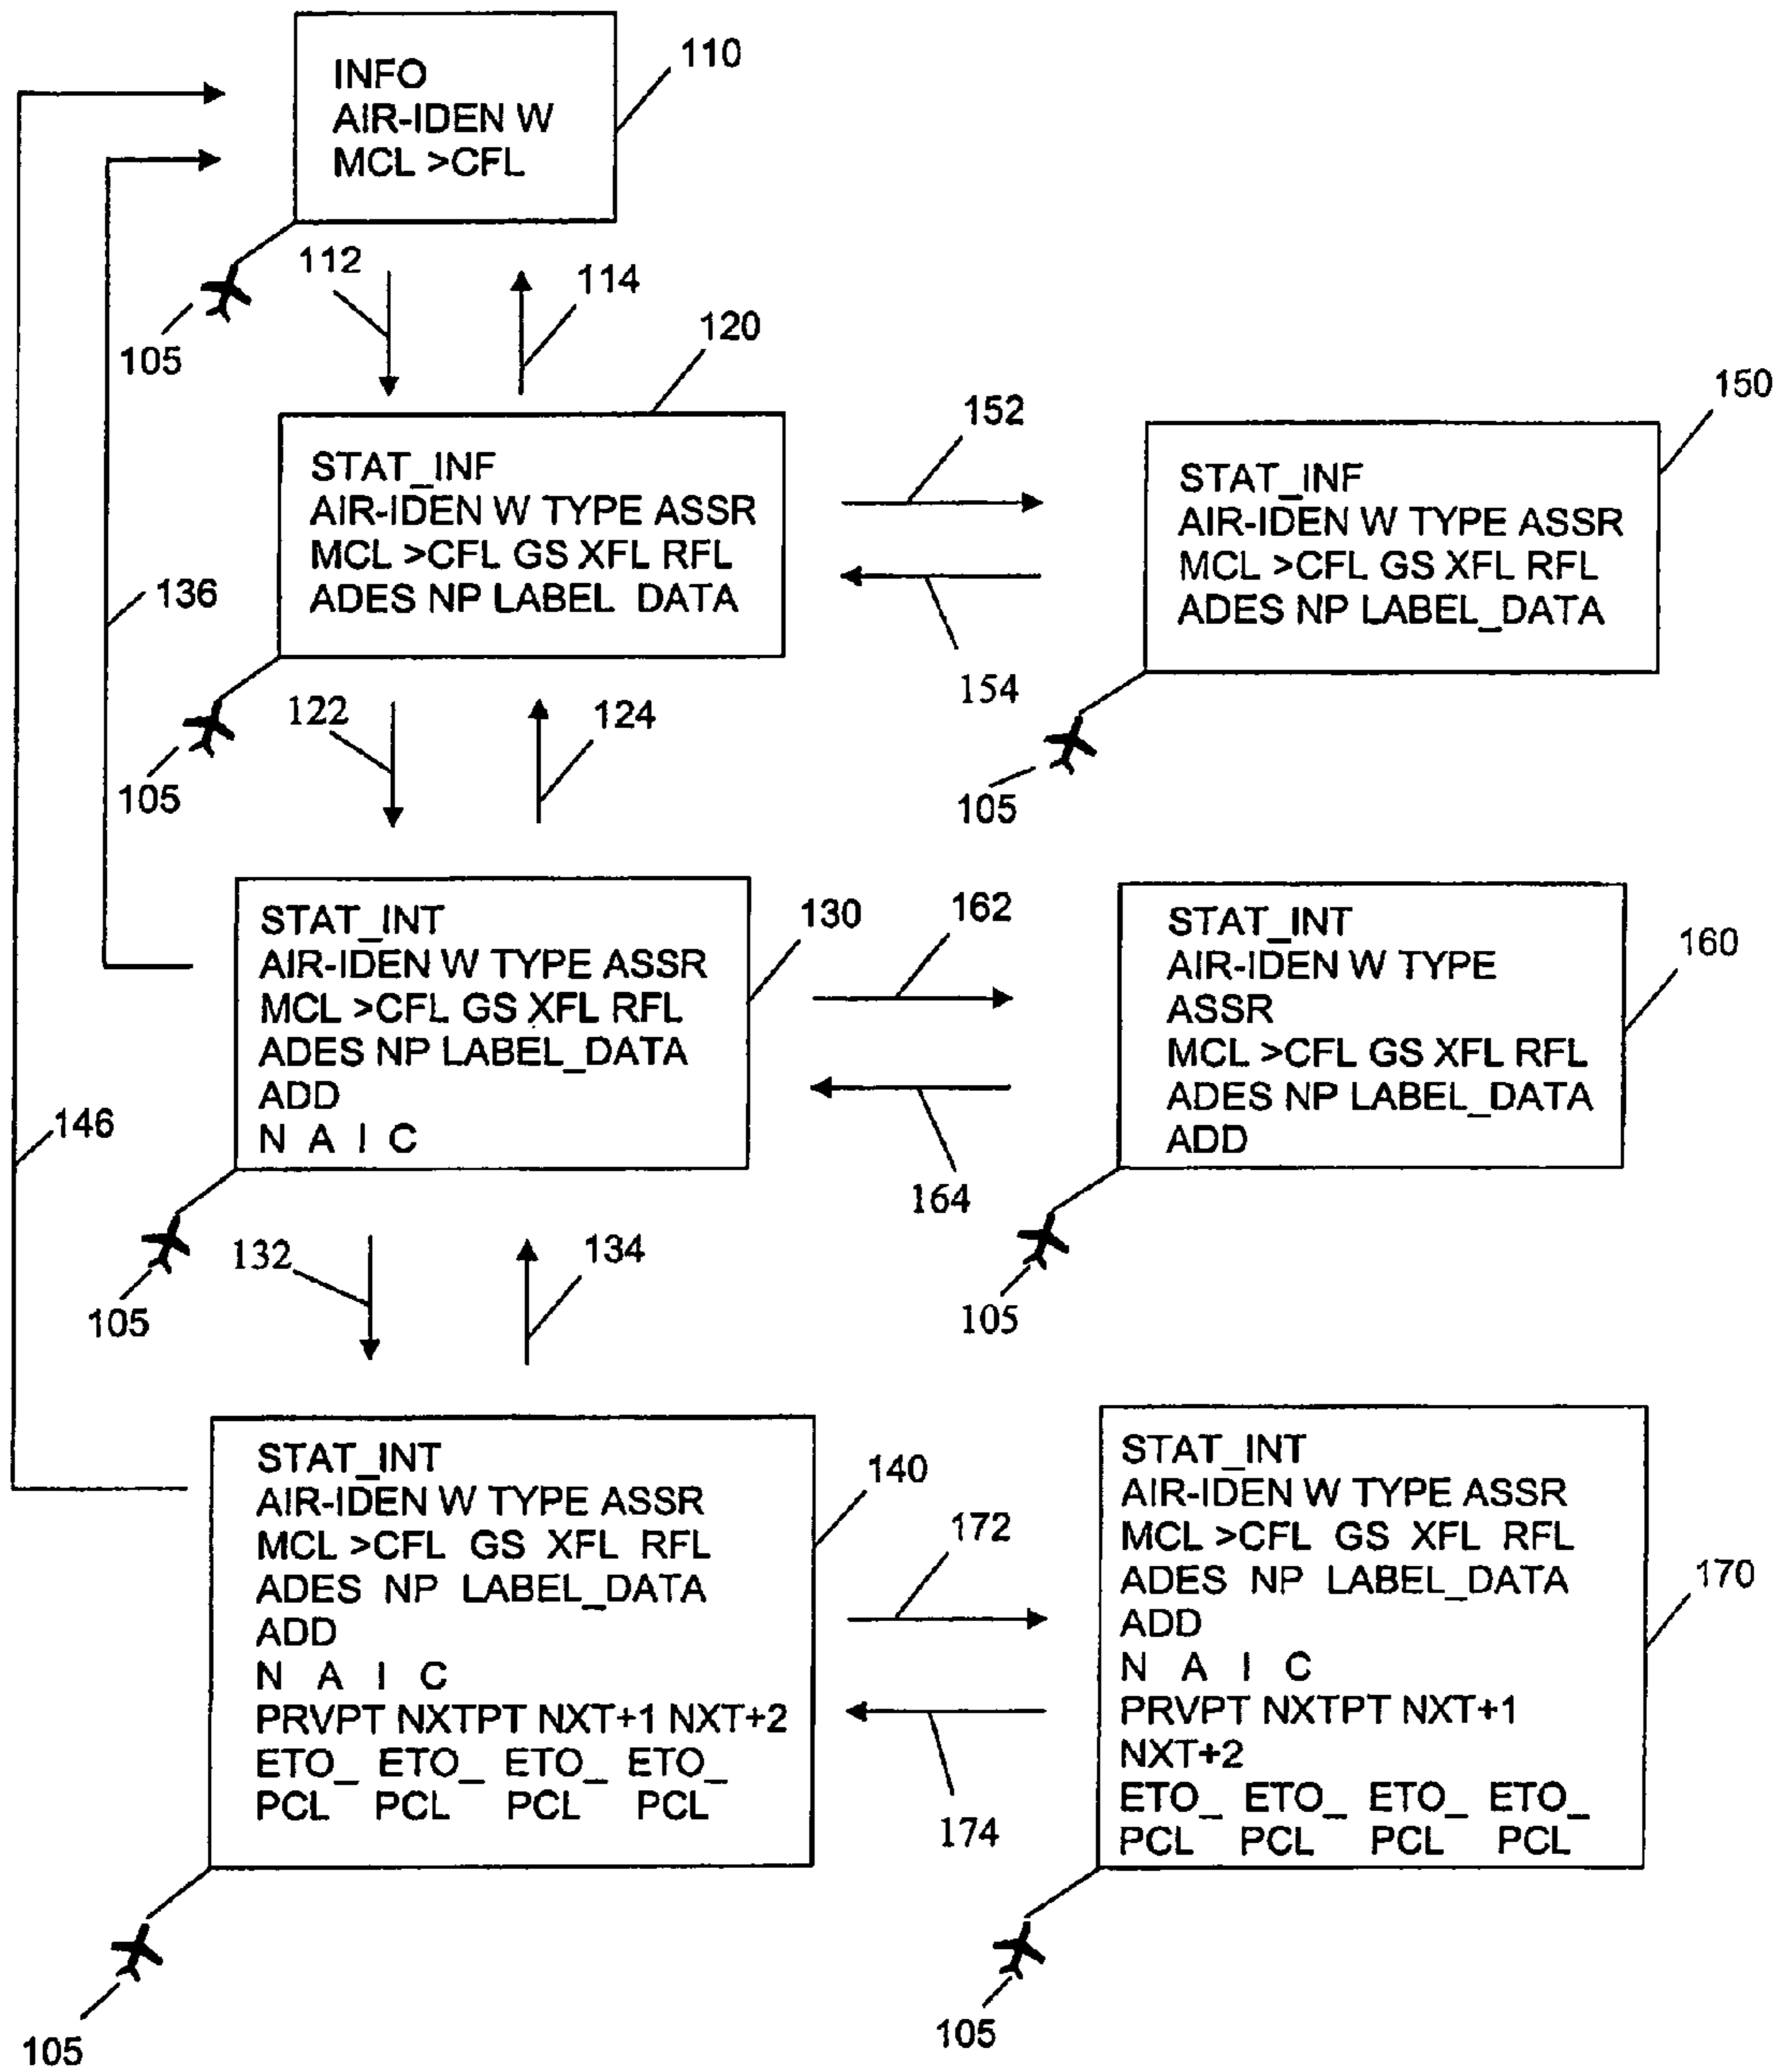 INFO
AIR-IDEN W
MCL >CFL
110
112
114
105
120
STAT_INF
AIR-IDEN W TYPE ASSR
MCL >CFL GS XFL RFL
ADES NP LABEL DATA
152
154
150
STAT_INF
AIR-IDEN W TYPE ASSR
MCL >CFL GS XFL RFL
ADES NP LABEL_DATA
136
122
124
105
105
STAT_INT
AIR-IDEN W TYPE ASSR
MCL >CFL GS XFL RFL
ADES NP LABEL_DATA
ADD
N A I C
130
162
164
STAT_INT
AIR-IDEN W TYPE
ASSR
MCL >CFL GS XFL RFL
ADES NP LABEL_DATA
ADD
160
146
132
134
105
105
STAT_INT
AIR-IDEN W TYPE ASSR
MCL >CFL GS XFL RFL
ADES NP LABEL_DATA
ADD
N A I C
PRVPT NXTPT NXT+1 NXT+2
ETO_ ETO_ ETO_ ETO_
PCL PCL PCL PCL
140
172
174
STAT_INT
AIR-IDEN W TYPE ASSR
MCL >CFL GS XFL RFL
ADES NP LABEL_DATA
ADD
N A I C
PRVPT NXTPT NXT+1
NXT+2
ETO_ ETO_ ETO_ ETO_
PCL PCL PCL PCL
170
105
105